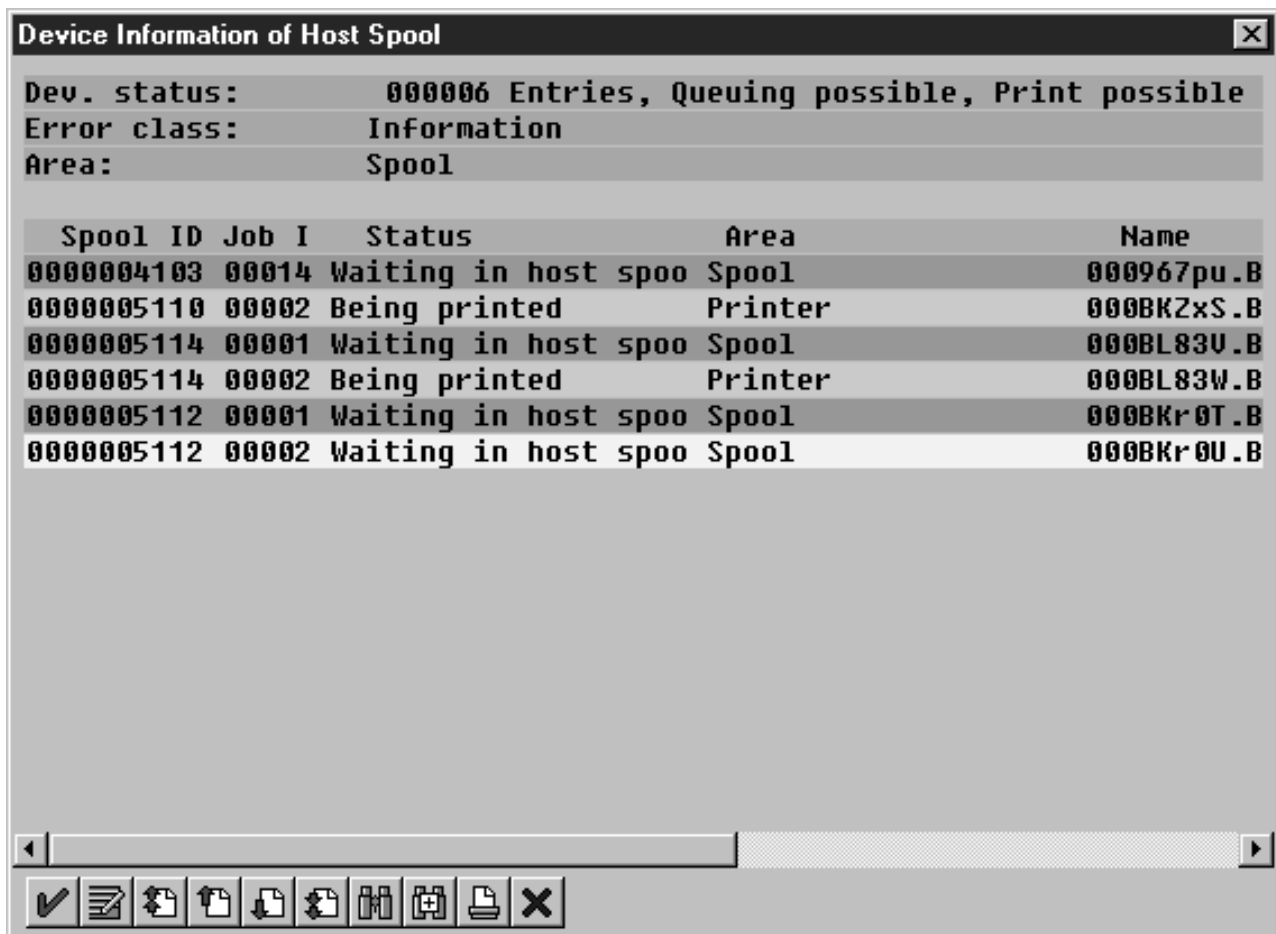 Device Information of Host Spool
Dev. status: 000006 Entries, Queuing possible, Print possible
Error class: Information
Area: Spool
Spool ID Job I Status Area Name
0000004103 00014 Waiting in host spoo Spool 000967pu.B
0000005110 00002 Being printed Printer 000BKZxS.B
0000005114 00001 Waiting in host spoo Spool 000BL83V.B
0000005114 00002 Being printed Printer 000BL83W.B
0000005112 00001 Waiting in host spoo Spool 000BKr0T.B
0000005112 00002 Waiting in host spoo Spool 000BKr0U.B